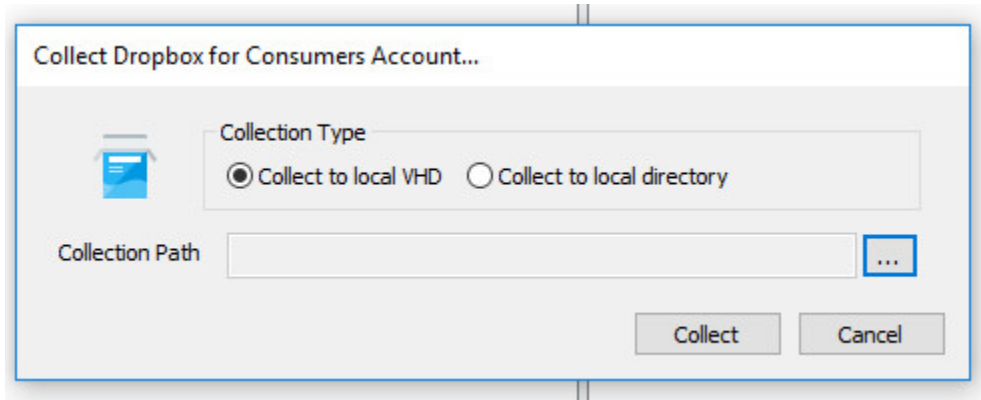 Collect Dropbox for Consumers Account...
Collection Type
Collect to local VHD Collect to local directory
Collection Path ...
Collect Cancel